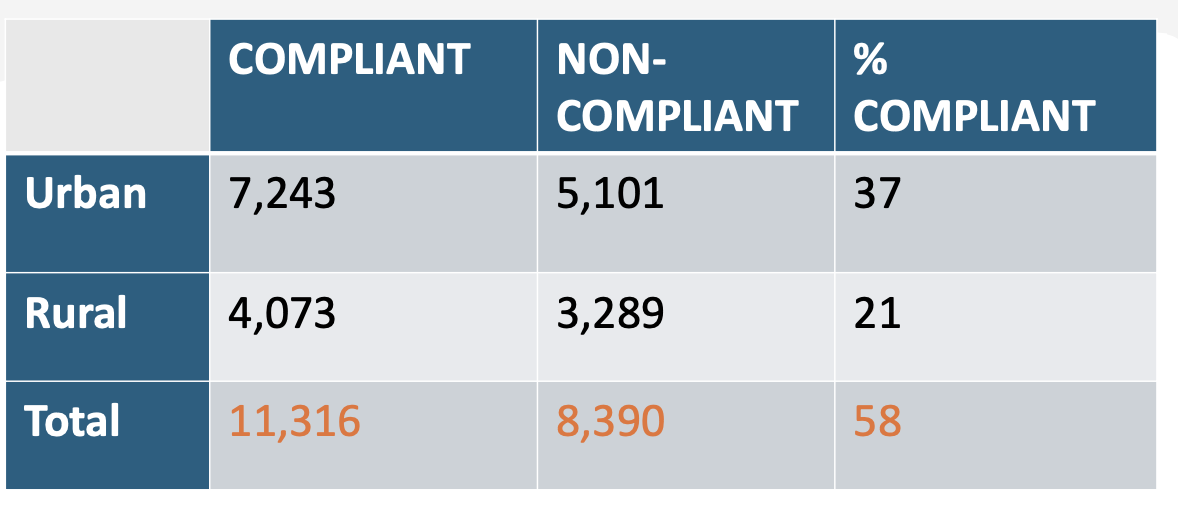 COMPLIANT NON-COMPLIANT % COMPLIANT
Urban 7,243 5,101 37
Rural 4,073 3,289 21
Total 11,316 8,390 58